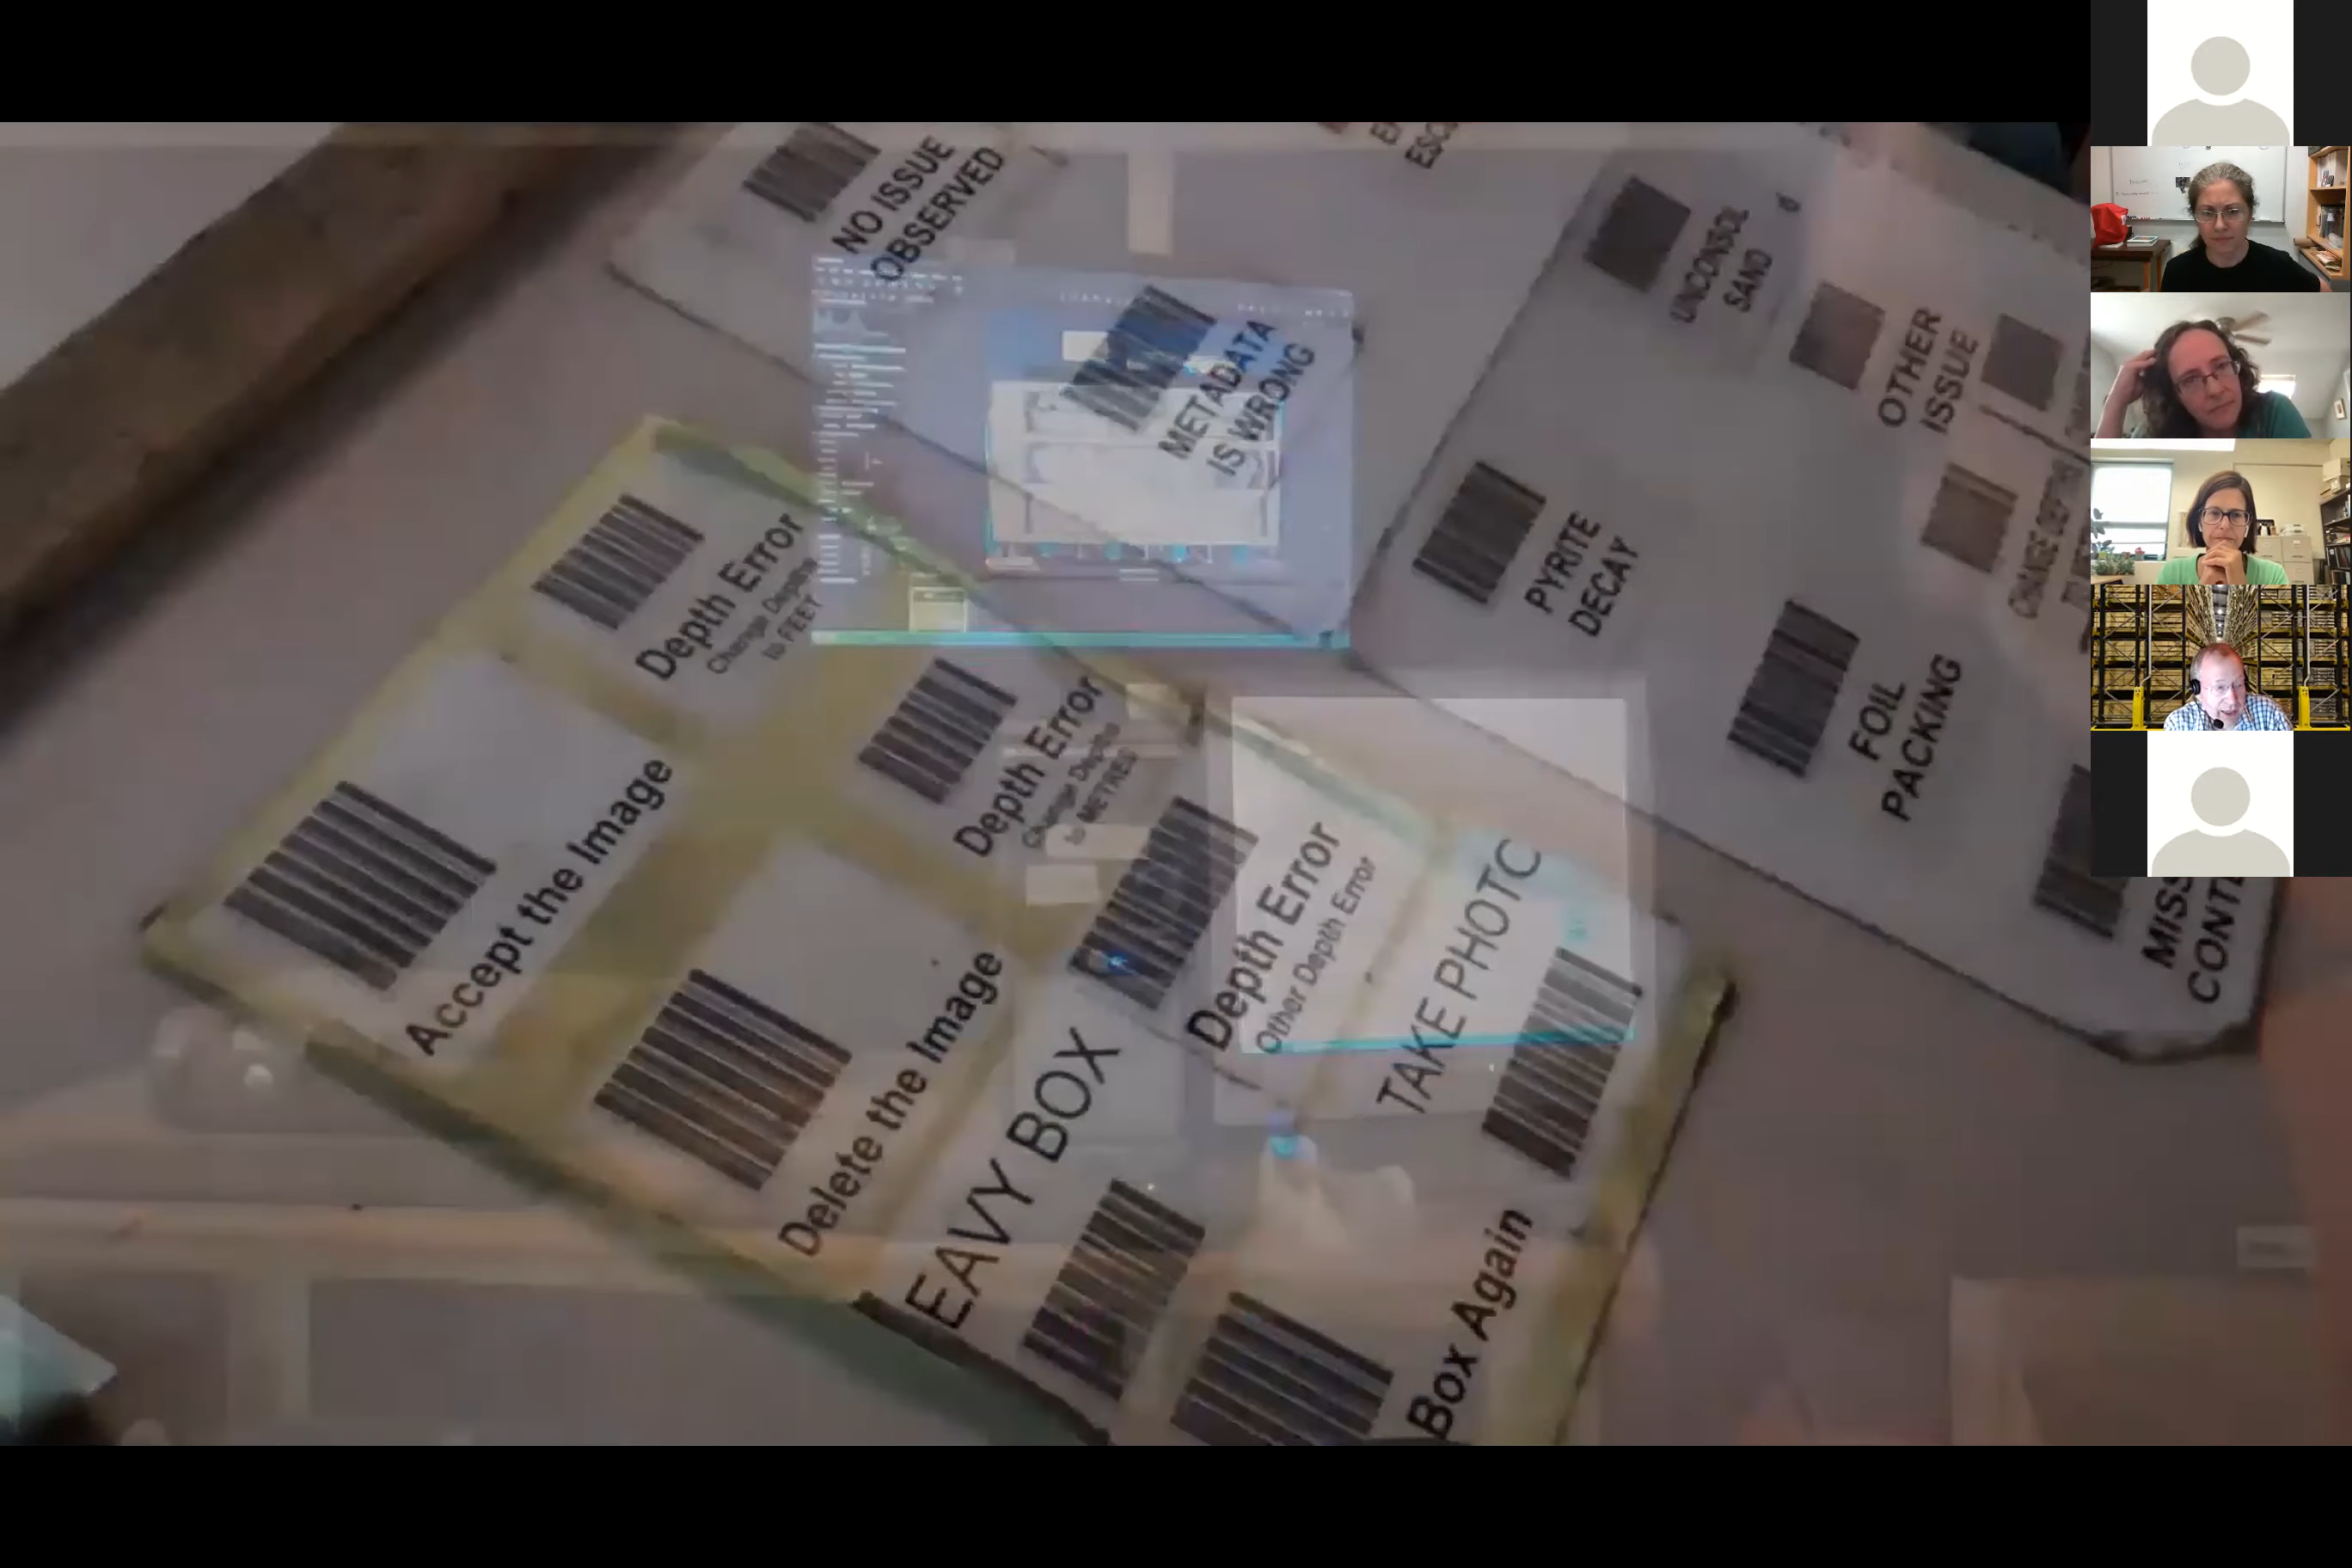 NO ISSUE
OBSERVED
METADATA
IS WRONG
UNCONSOL
SAND
OTHER
ISSUE
PYRITE
DECAY
FOIL
PACKING
Depth Error
Change Depths
to FEET
Depth Error
Change Depths
to METRES
Depth Error
Other Depth Error
Accept the Image
Delete the Image
TAKE PHOTO
EAVY BOX
Box Again